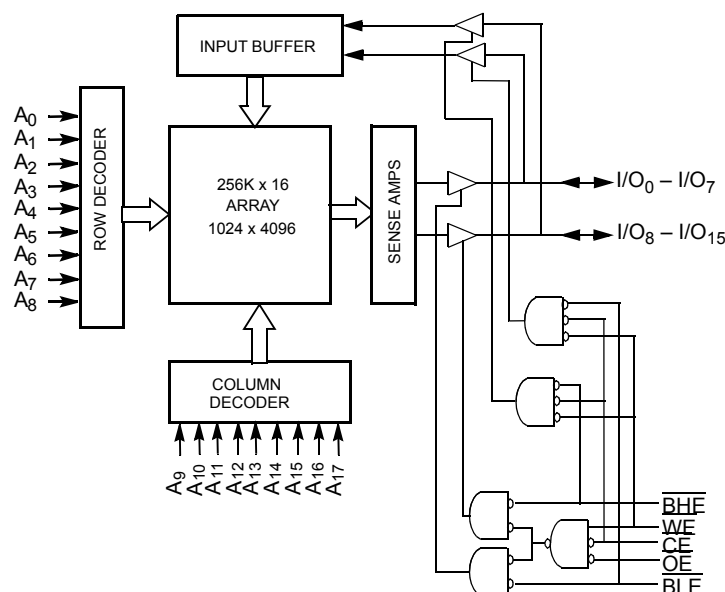 INPUT BUFFER
A0
A1
A2
A3
A4
A5
A6
A7
A8
ROW DECODER
256K x 16
ARRAY
1024 x 4096
SENSE AMPS
I/O0 – I/O7
I/O8 – I/O15
COLUMN
DECODER
A9
A10
A11
A12
A13
A14
A15
A16
A17
BHE
WE
CE
OE
BLE